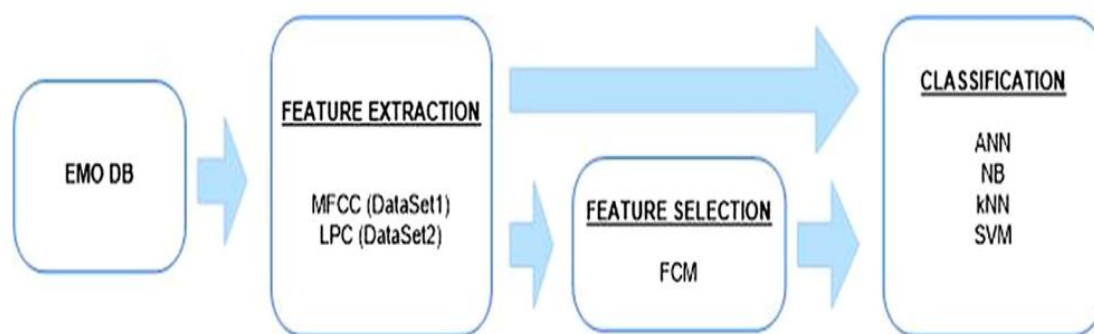 EMO DB
FEATURE EXTRACTION
MFCC (DataSet1)
LPC (DataSet2)
FEATURE SELECTION
FCM
CLASSIFICATION
ANN
NB
kNN
SVM